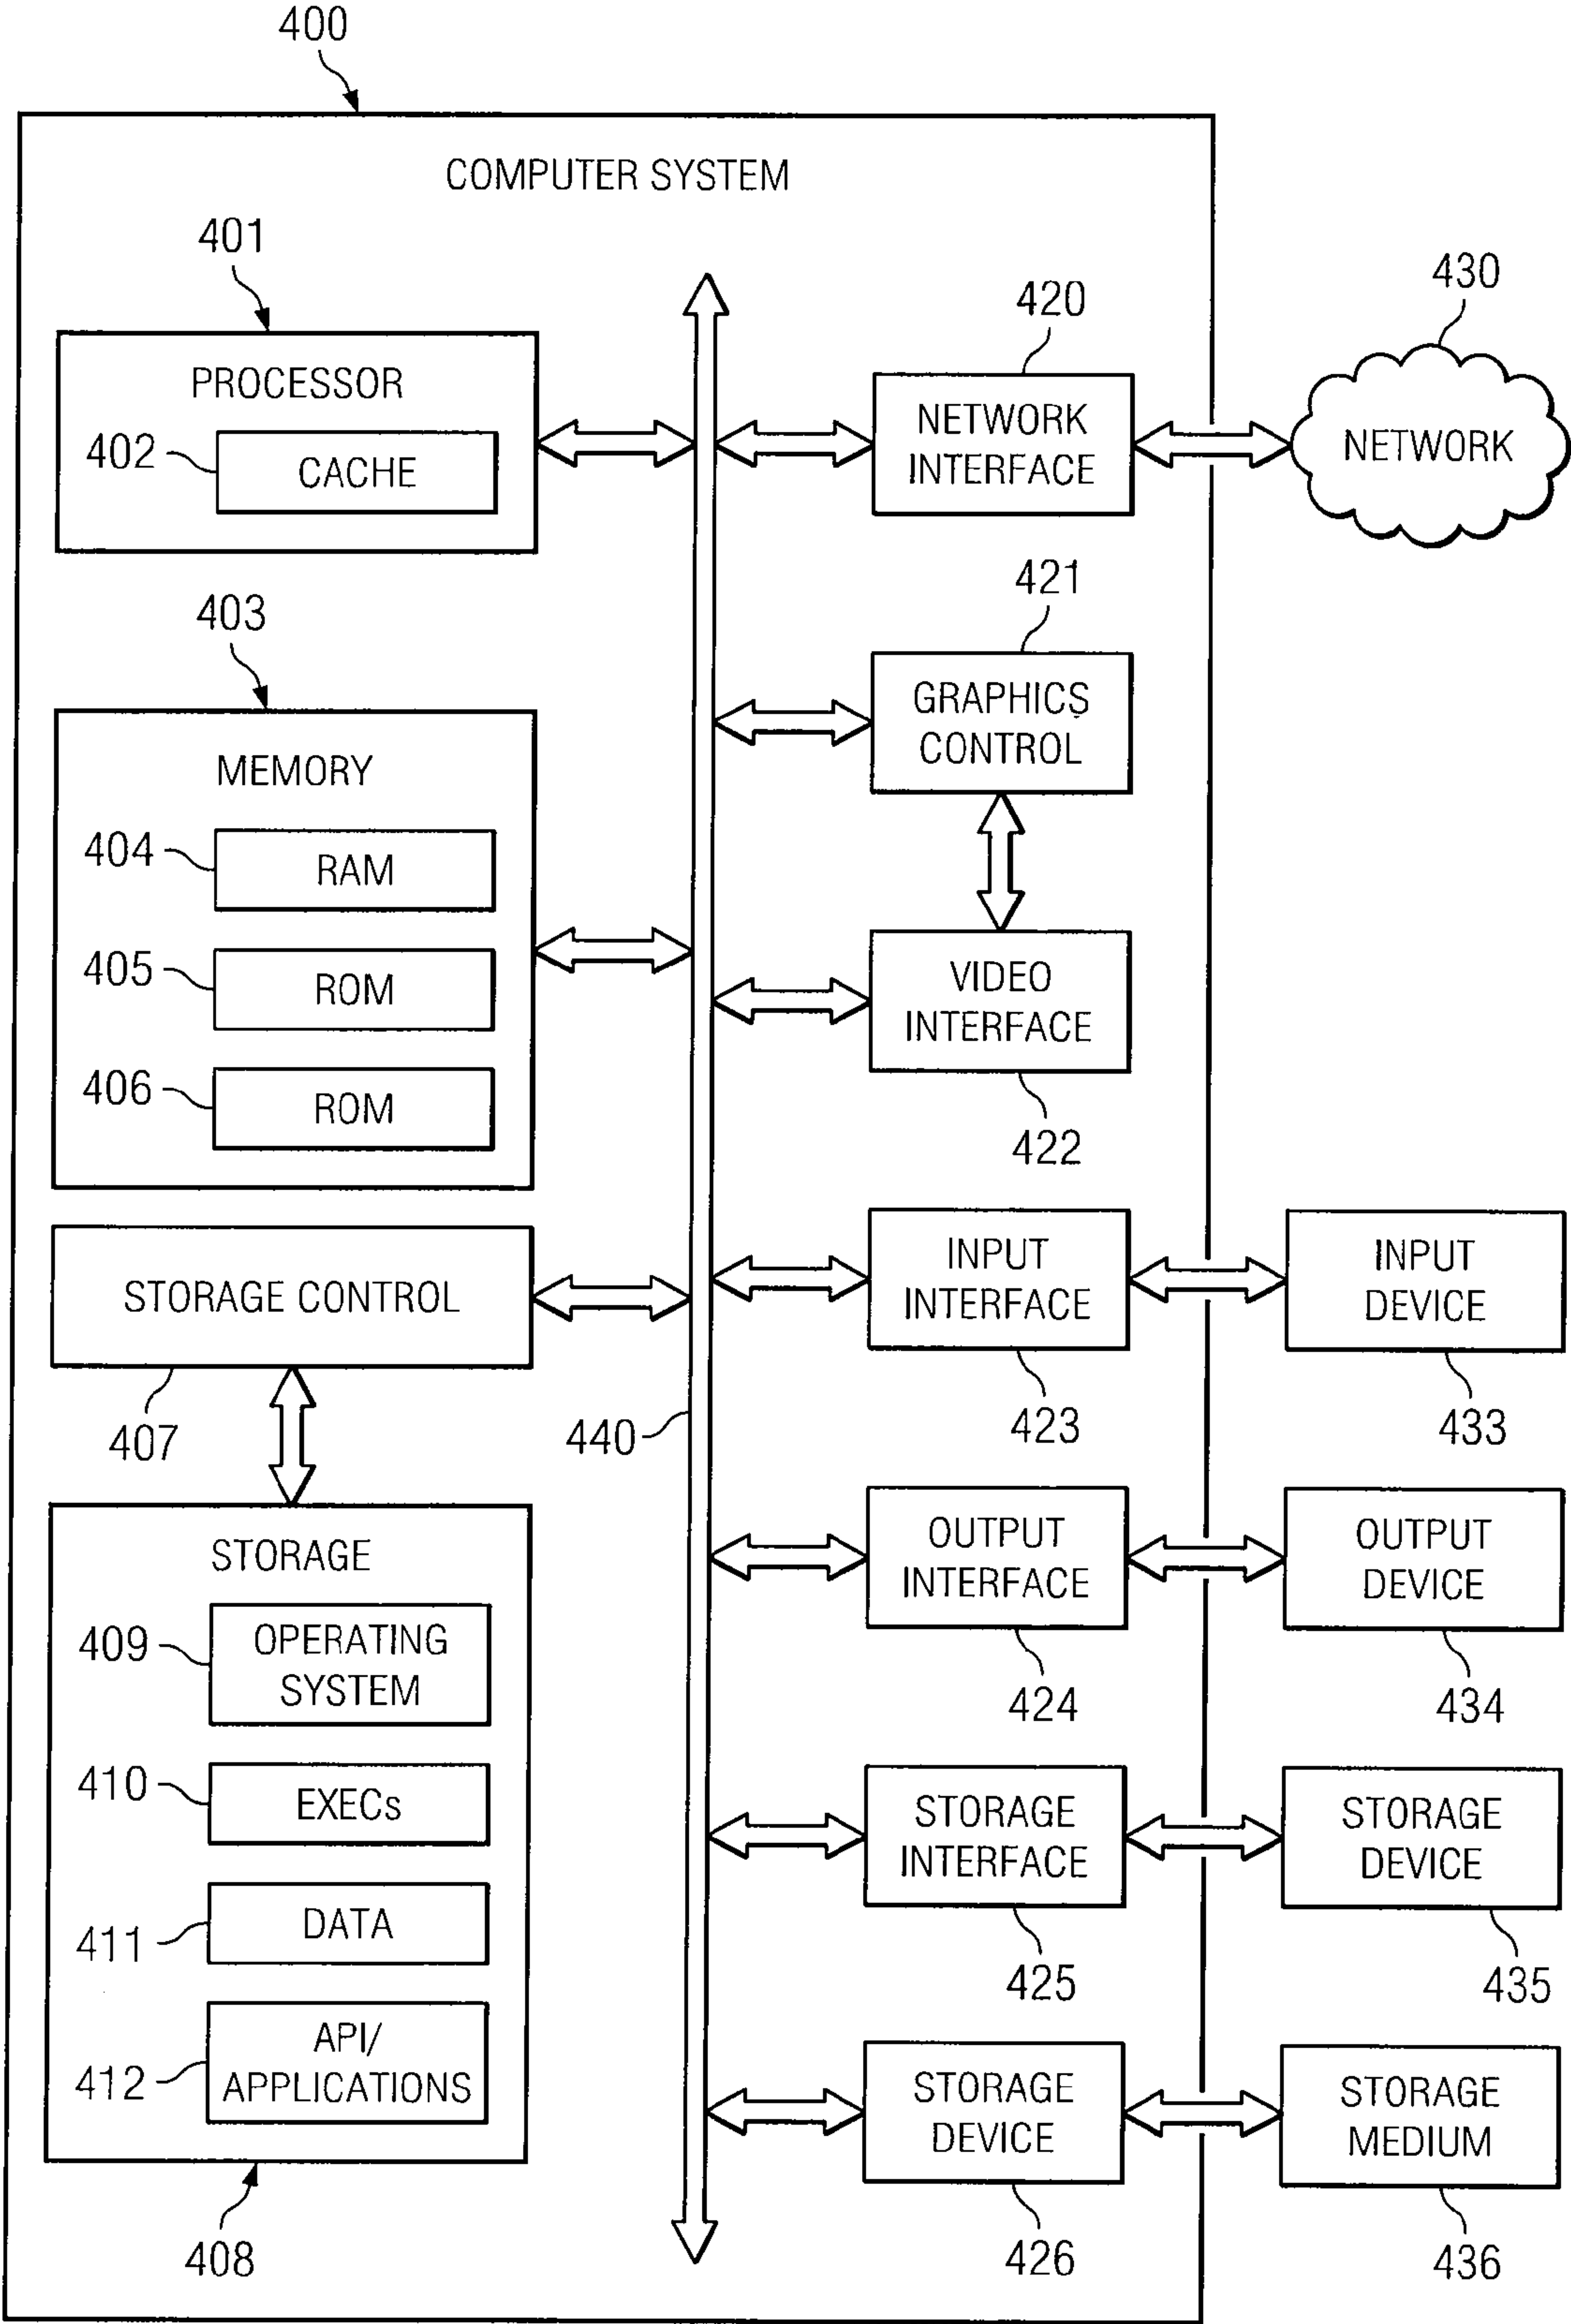 400
COMPUTER SYSTEM
401
PROCESSOR
402
CACHE
403
MEMORY
404
RAM
405
ROM
406
ROM
STORAGE CONTROL
407
STORAGE
409
OPERATING
SYSTEM
410
EXECs
411
DATA
412
API/
APPLICATIONS
408
440
420
NETWORK
INTERFACE
430
NETWORK
421
GRAPHICS
CONTROL
VIDEO
INTERFACE
422
INPUT
INTERFACE
423
INPUT
DEVICE
433
OUTPUT
INTERFACE
424
OUTPUT
DEVICE
434
STORAGE
INTERFACE
425
STORAGE
DEVICE
435
STORAGE
DEVICE
426
STORAGE
MEDIUM
436